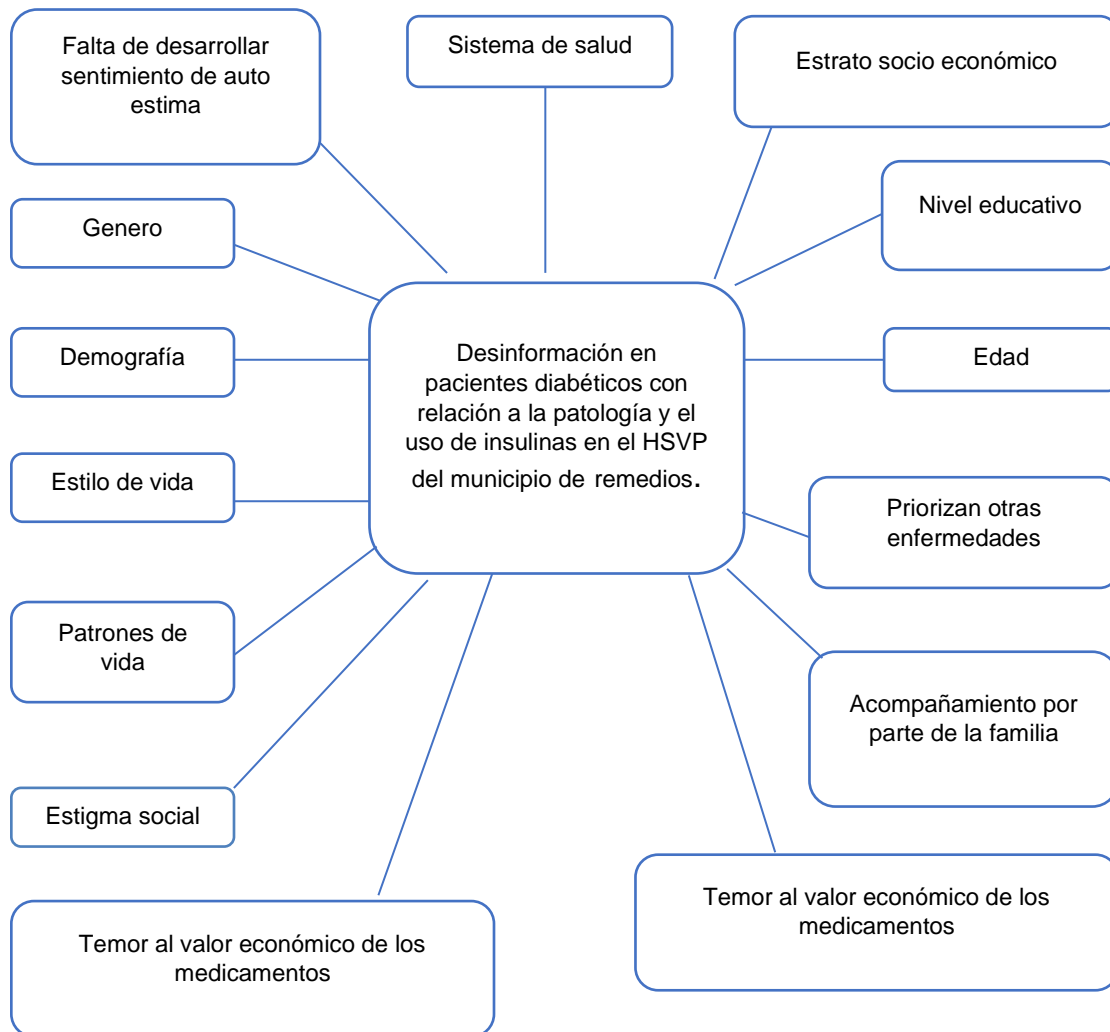 Falta de desarrollar
sentimiento de auto
estima
Sistema de salud
Estrato socio económico
Genero
Nivel educativo
Demografía
Desinformación en
pacientes diabéticos con
relación a la patología y el
uso de insulinas en el HSVP
del municipio de remedios.
Edad
Estilo de vida
Priorizan otras
enfermedades
Patrones de
vida
Acompañamiento por
parte de la familia
Estigma social
Temor al valor económico de los
medicamentos
Temor al valor económico de los
medicamentos